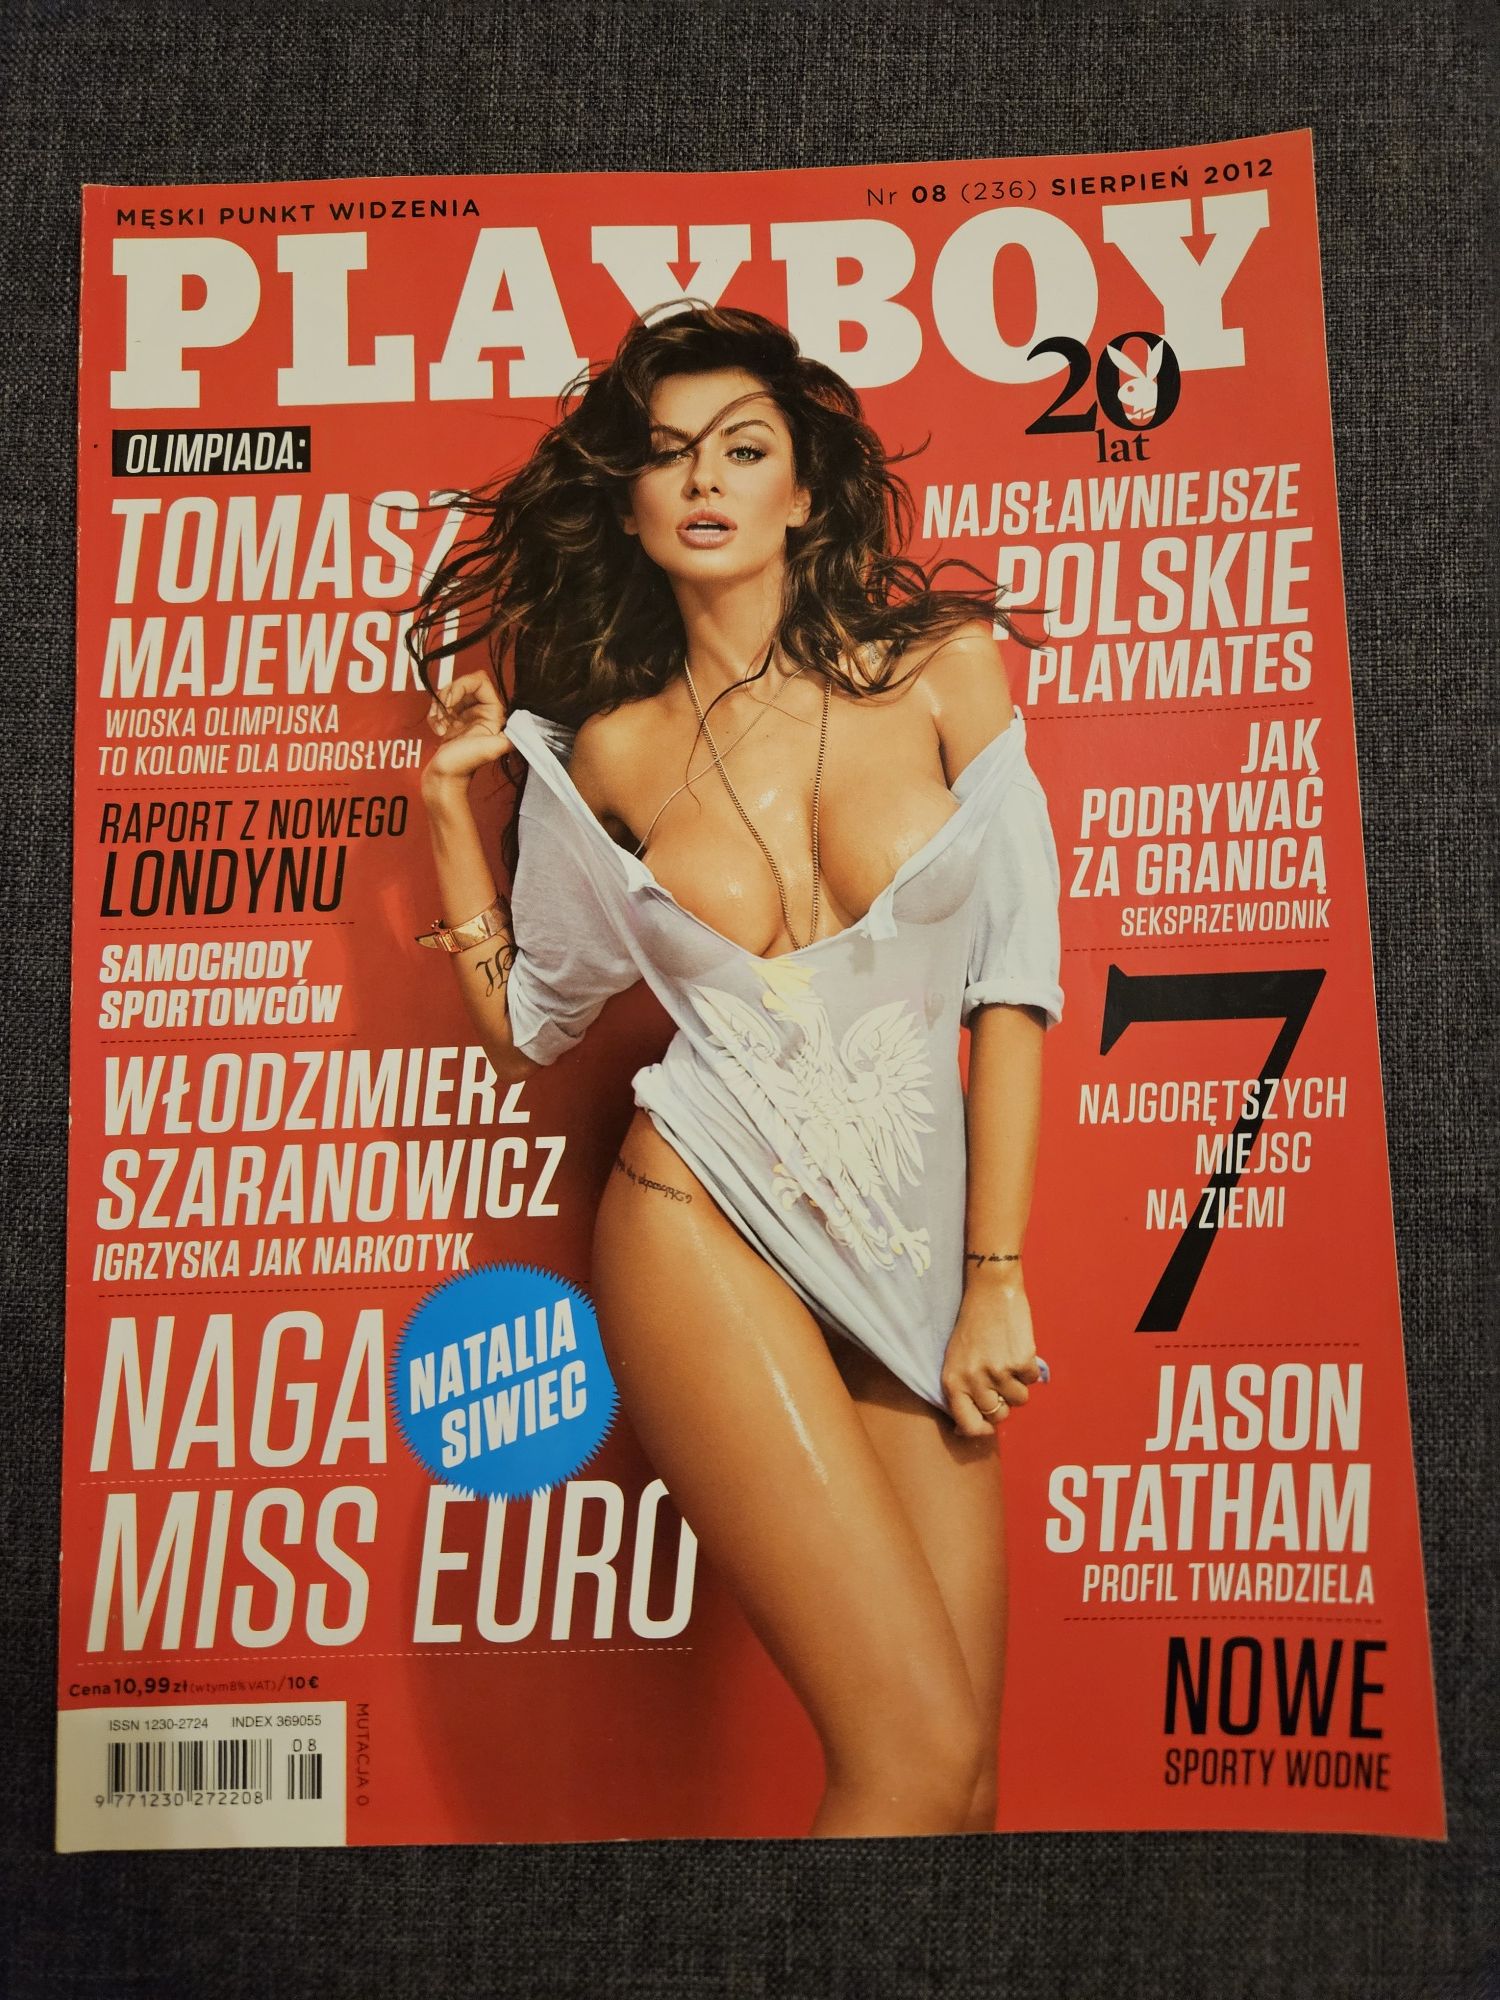 MĘSKI PUNKT WIDZENIA
Nr 08 (236) SIERPIEŃ 2012
PLAYBOY
20
lat
OLIMPIADA:
TOMASZ
MAJEWSKI
WIOSKA OLIMPIJSKA
TO KOLONIE DLA DOROSŁYCH
RAPORT Z NOWEGO
LONDYNU
SAMOCHODY
SPORTOWCÓW
WŁODZIMIERZ
SZARANOWICZ
IGRZYSKA JAK NARKOTYK
NAGA
NATALIA
SIWIEC
MISS EURO
Cena 10,99 zł (w tym 8% VAT) / 10 €
ISSN 1230-2724 INDEX 369055
08
9 771230 272208
MUTACJA 0
NAJSŁAWNIEJSZE
POLSKIE
PLAYMATES
JAK
PODRYWAĆ
ZA GRANICĄ
SEKSPRZEWODNIK
7
NAJGORĘTSZYCH
MIEJSC
NA ZIEMI
JASON
STATHAM
PROFIL TWARDZIELA
NOWE
SPORTY WODNE